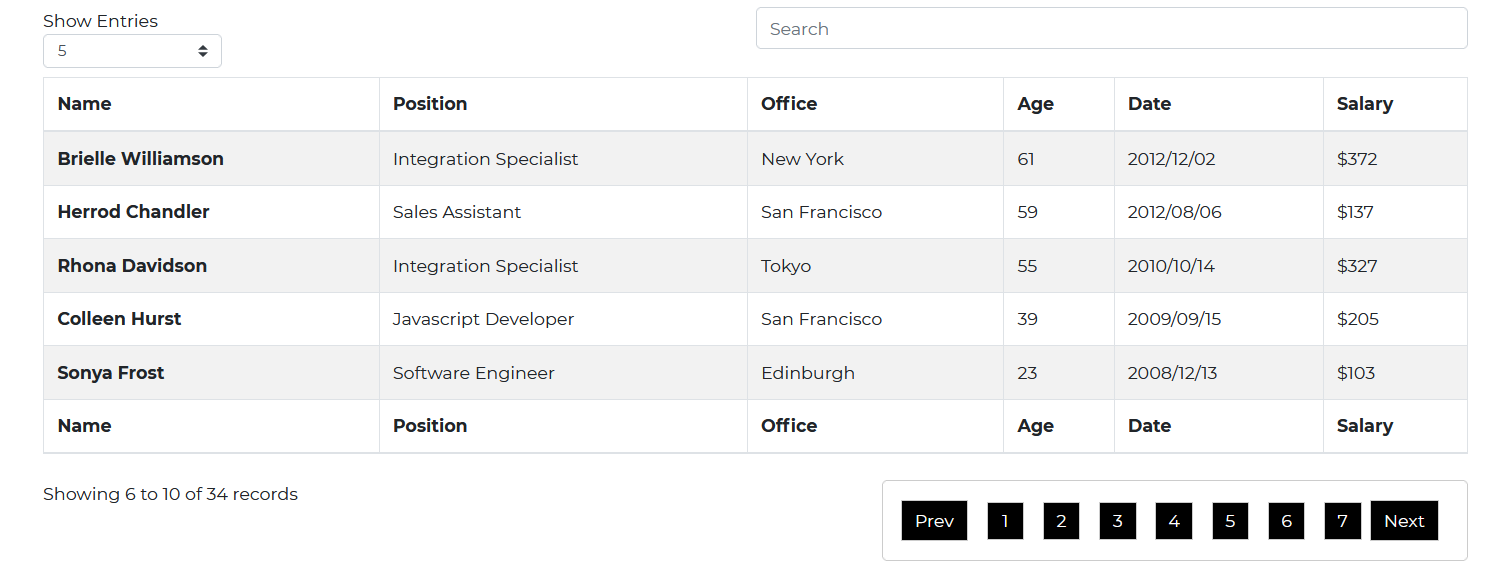 Show Entries
5
Search
Name Position Office Age Date Salary
Brielle Williamson Integration Specialist New York 61 2012/12/02 $372
Herrod Chandler Sales Assistant San Francisco 59 2012/08/06 $137
Rhona Davidson Integration Specialist Tokyo 55 2010/10/14 $327
Colleen Hurst Javascript Developer San Francisco 39 2009/09/15 $205
Sonya Frost Software Engineer Edinburgh 23 2008/12/13 $103
Name Position Office Age Date Salary
Showing 6 to 10 of 34 records
Prev 1 2 3 4 5 6 7 Next